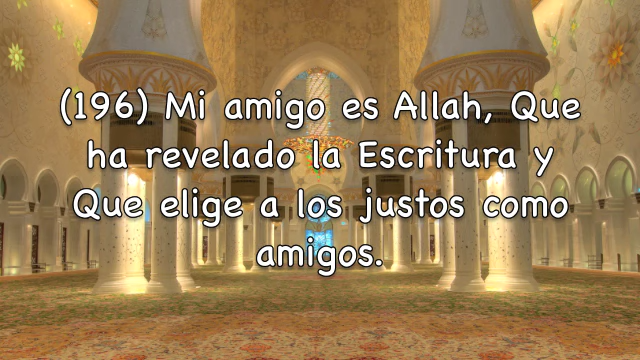 (196) Mi amigo es Allah, Que
ha revelado la Escritura y
Que elige a los justos como
amigos.